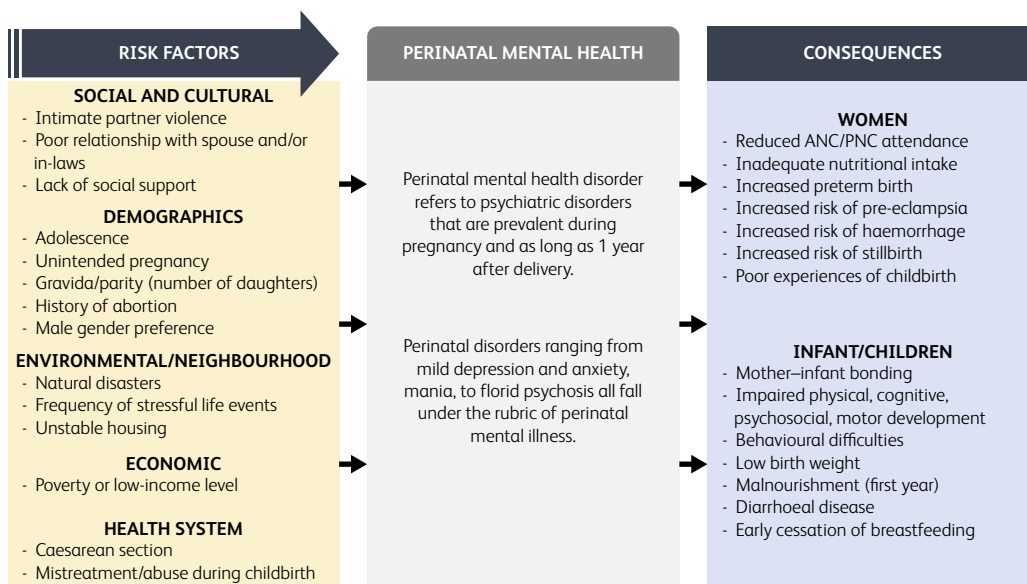 RISK FACTORS
SOCIAL AND CULTURAL
- Intimate partner violence
- Poor relationship with spouse and/or
in-laws
- Lack of social support
DEMOGRAPHICS
- Adolescence
- Unintended pregnancy
- Gravida/parity (number of daughters)
- History of abortion
- Male gender preference
ENVIRONMENTAL/NEIGHBOURHOOD
- Natural disasters
- Frequency of stressful life events
- Unstable housing
ECONOMIC
- Poverty or low-income level
HEALTH SYSTEM
- Caesarean section
- Mistreatment/abuse during childbirth
PERINATAL MENTAL HEALTH
Perinatal mental health disorder
refers to psychiatric disorders
that are prevalent during
pregnancy and as long as 1 year
after delivery.
Perinatal disorders ranging from
mild depression and anxiety,
mania, to florid psychosis all fall
under the rubric of perinatal
mental illness.
CONSEQUENCES
WOMEN
- Reduced ANC/PNC attendance
- Inadequate nutritional intake
- Increased preterm birth
- Increased risk of pre-eclampsia
- Increased risk of haemorrhage
- Increased risk of stillbirth
- Poor experiences of childbirth
INFANT/CHILDREN
- Mother–infant bonding
- Impaired physical, cognitive,
psychosocial, motor development
- Behavioural difficulties
- Low birth weight
- Malnourishment (first year)
- Diarrhoeal disease
- Early cessation of breastfeeding